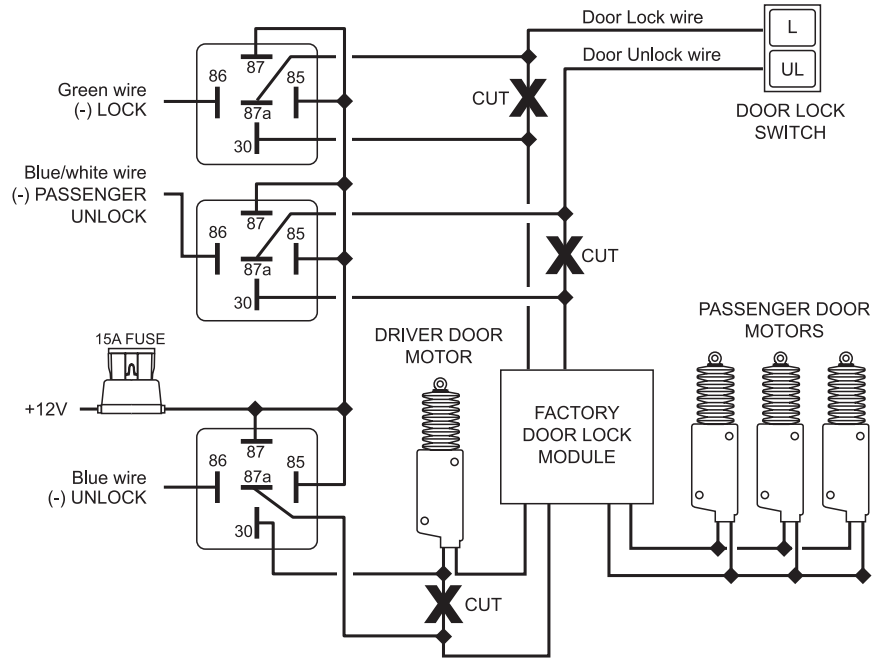 Door Lock wire
L
Door Unlock wire
UL
DOOR LOCK
SWITCH
CUT
87
86
85
Green wire
(-) LOCK
87a
30
Blue/white wire
(-) PASSENGER
UNLOCK
87
86
85
87a
30
CUT
PASSENGER DOOR
MOTORS
DRIVER DOOR
MOTOR
15A FUSE
+12V
FACTORY
DOOR LOCK
MODULE
87
86
85
87a
Blue wire
(-) UNLOCK
30
CUT